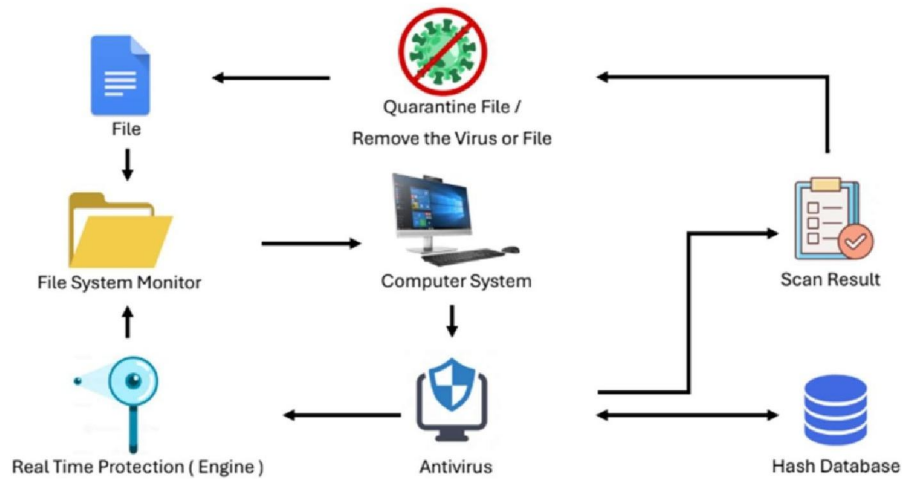 Quarantine File /
Remove the Virus or File
File
File System Monitor
Computer System
Scan Result
Real Time Protection ( Engine )
Antivirus
Hash Database